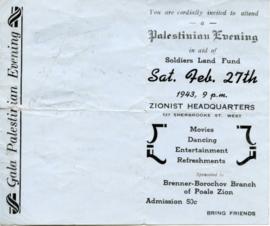 Gala Palestinian Evening
You are cordially invited to attend
a
Palestinian Evening
in aid of
Soldiers Land Fund
Sat. Feb. 27th
1943, 9 p.m.
ZIONIST HEADQUARTERS
127 SHERBROOKE ST. WEST
Movies
Dancing
Entertainment
Refreshments
Sponsored by
Brenner-Borochov Branch
of Poale Zion
Admission 50c
BRING FRIENDS